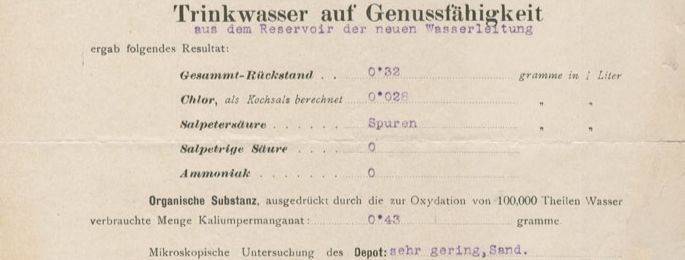 Trinkwasser auf Genussfähigkeit
aus dem Reservoir der neuen Wasserleitung
ergab folgendes Resultat:
Gesammt-Rückstand . . 0*32 gramme in 1 Liter
Chlor, als Kochsalz berechnet 0*028 „ „
Salpetersäure . . . . . . Spuren „ „
Salpetrige Säure . . . . 0
Ammoniak . . . . . . . 0
Organische Substanz, ausgedrückt durch die zur Oxydation von 100,000 Theilen Wasser
verbrauchte Menge Kaliumpermanganat: 0*43 gramme
Mikroskopische Untersuchung des Depot: sehr gering, Sand.